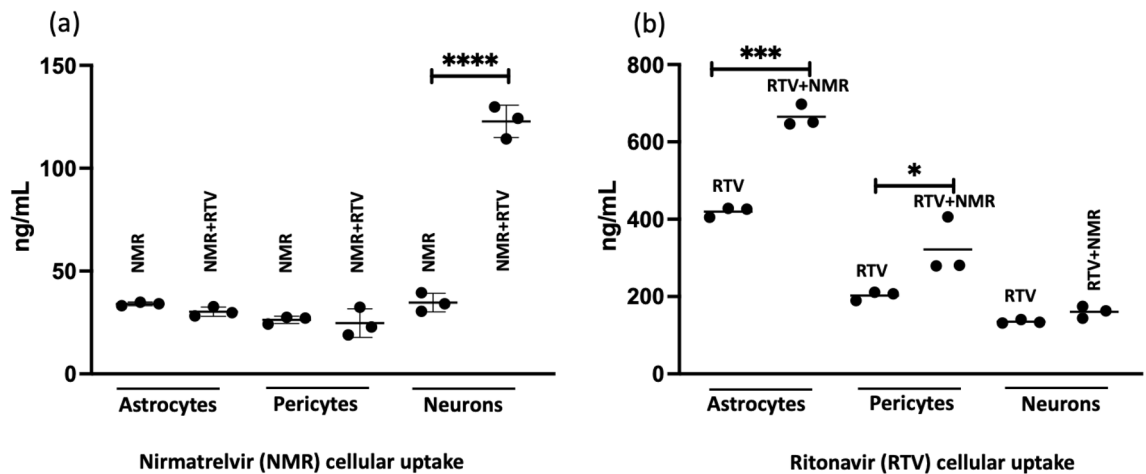 (a)
150
100
50
0
ng/mL
****
NMR
NMR+RTV
NMR
NMR+RTV
NMR
NMR+RTV
Astrocytes
Pericytes
Neurons
Nirmatrelvir (NMR) cellular uptake
(b)
800
600
400
200
0
ng/mL
***
RTV+NMR
RTV
*
RTV+NMR
RTV
RTV
RTV+NMR
Astrocytes
Pericytes
Neurons
Ritonavir (RTV) cellular uptake